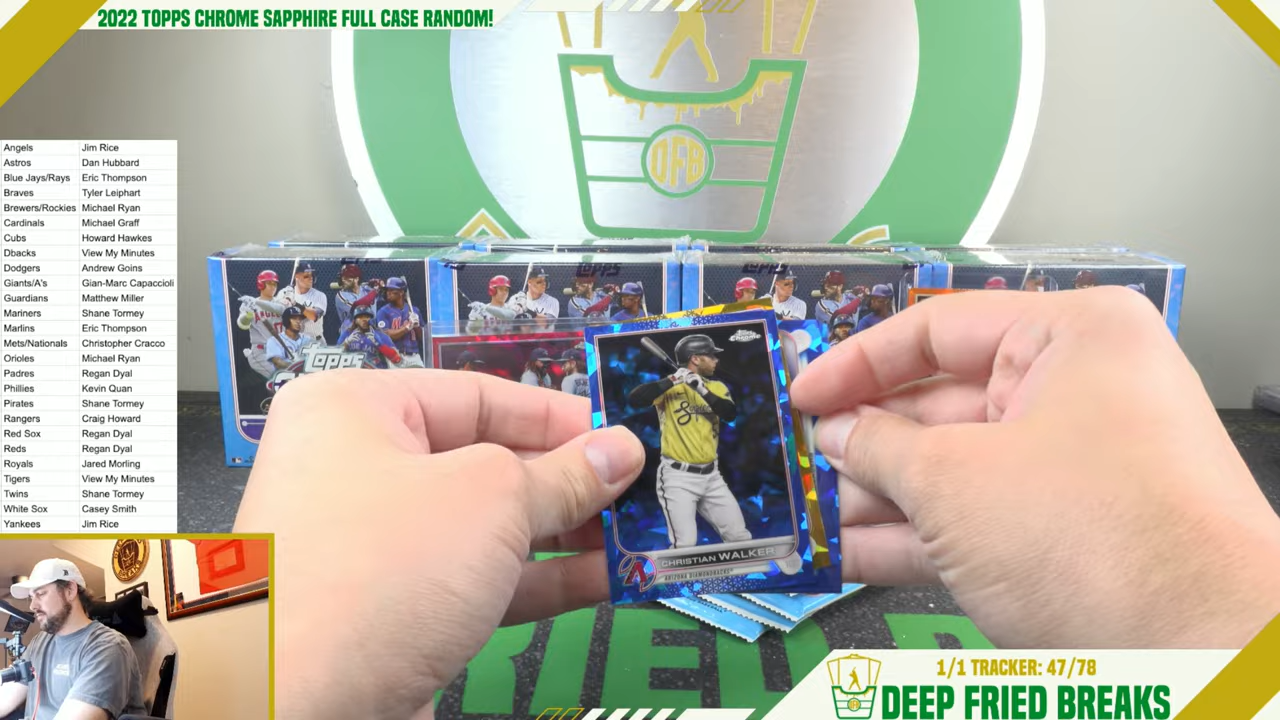 2022 TOPPS CHROME SAPPHIRE FULL CASE RANDOM!
DFB
Angels Jim Rice
Astros Dan Hubbard
Blue Jays/Rays Eric Thompson
Braves Tyler Leiphart
Brewers/Rockies Michael Ryan
Cardinals Michael Graff
Cubs Howard Hawkes
Dbacks View My Minutes
Dodgers Andrew Goins
Giants/A's Gian-Marc Capaccioli
Guardians Matthew Miller
Mariners Shane Tormey
Marlins Eric Thompson
Mets/Nationals Christopher Cracco
Orioles Michael Ryan
Padres Regan Dyal
Phillies Kevin Quan
Pirates Shane Tormey
Rangers Craig Howard
Red Sox Regan Dyal
Reds Regan Dyal
Royals Jared Morling
Tigers View My Minutes
Twins Shane Tormey
White Sox Casey Smith
Yankees Jim Rice
TOPPS
TOPPS
Topps
Topps Chrome
CHRISTIAN WALKER
ARIZONA DIAMONDBACKS
1/1 TRACKER: 47/78
DEEP FRIED BREAKS